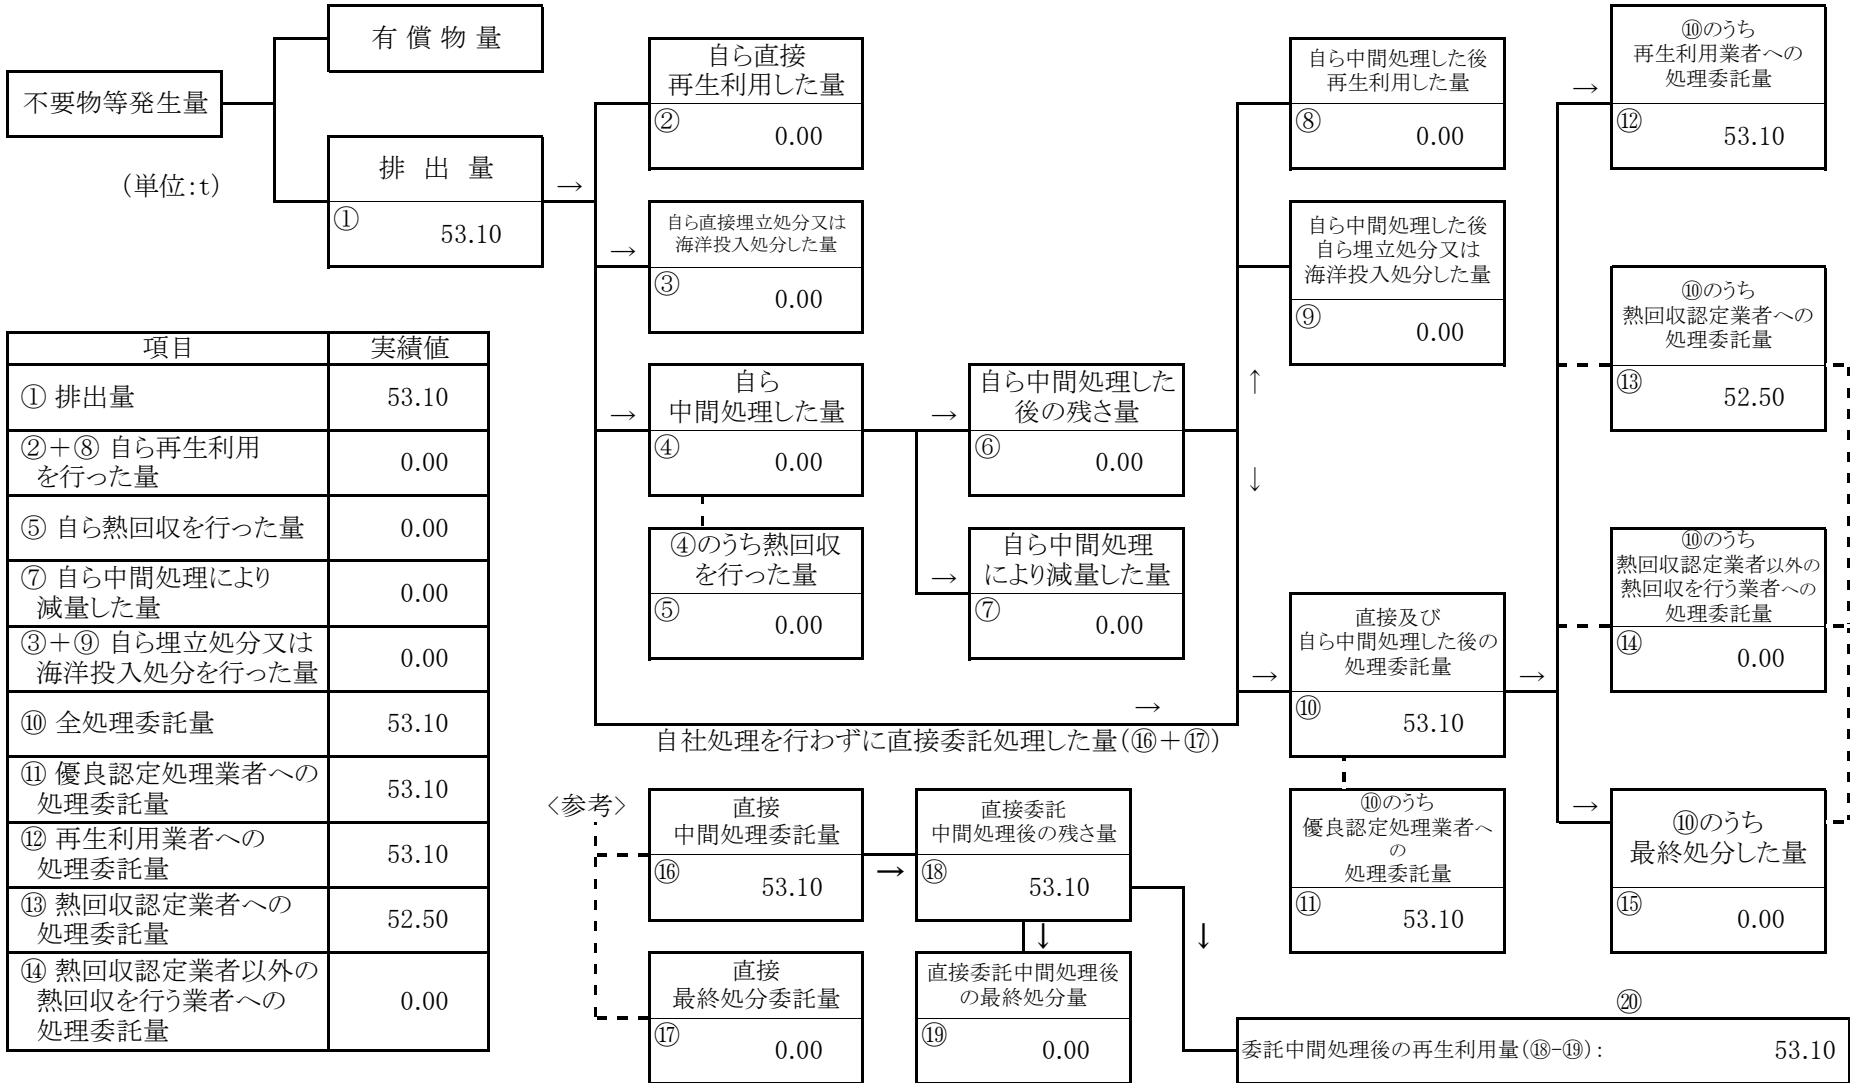 有 償 物 量
不要物等発生量
(単位:t)
排 出 量
①
53.10
→
自ら直接
再生利用した量
②
0.00
→
自ら直接埋立処分又は
海洋投入処分した量
③
0.00
→
自ら
中間処理した量
④
0.00
④のうち熱回収
を行った量
⑤
0.00
→
自ら中間処理した
後の残さ量
⑥
0.00
→
自ら中間処理
により減量した量
⑦
0.00
↑
↓
自ら中間処理した後
再生利用した量
⑧
0.00
自ら中間処理した後
自ら埋立処分又は
海洋投入処分した量
⑨
0.00
→
自社処理を行わずに直接委託処理した量(⑯+⑰)
→
直接及び
自ら中間処理した後の
処理委託量
⑩
53.10
⑩のうち
優良認定処理業者へ
の
処理委託量
⑪
53.10
→
→
⑩のうち
再生利用業者への
処理委託量
⑫
53.10
⑩のうち
熱回収認定業者への
処理委託量
⑬
52.50
⑩のうち
熱回収認定業者以外の
熱回収を行う業者への
処理委託量
⑭
0.00
→
⑩のうち
最終処分した量
⑮
0.00
項目 実績値
① 排出量 53.10
②+⑧ 自ら再生利用
を行った量 0.00
⑤ 自ら熱回収を行った量 0.00
⑦ 自ら中間処理により
減量した量 0.00
③+⑨ 自ら埋立処分又は
海洋投入処分を行った量 0.00
⑩ 全処理委託量 53.10
⑪ 優良認定処理業者への
処理委託量 53.10
⑫ 再生利用業者への
処理委託量 53.10
⑬ 熱回収認定業者への
処理委託量 52.50
⑭ 熱回収認定業者以外の
熱回収を行う業者への
処理委託量 0.00
<参考>
直接
中間処理委託量
⑯
53.10
→
直接委託
中間処理後の残さ量
⑱
53.10
↓
↓
直接
最終処分委託量
⑰
0.00
直接委託中間処理後
の最終処分量
⑲
0.00
⑳
委託中間処理後の再生利用量(⑱-⑲): 53.10